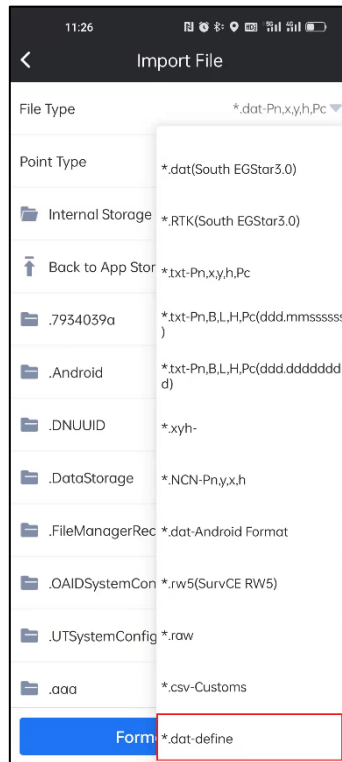 11:26
Import File
File Type
*.dat-Pn,x,y,h,Pc
Point Type
*.dat(South EGStar3.0)
Internal Storage
*.RTK(South EGStar3.0)
Back to App Stor
*.txt-Pn,x,y,h,Pc
.7934039a
*.txt-Pn,B,L,H,Pc(ddd.mmssssss
)
.Android
*.txt-Pn,B,L,H,Pc(ddd.ddddddd
d)
.DNUUID
*.xyh-
.DataStorage
*.NCN-Pn,y,x,h
.FileManagerRec
*.dat-Android Format
.OAIDSystemCon
*.rw5(SurvCE RW5)
.UTSystemConfig
*.raw
.aaa
*.csv-Customs
Form
*.dat-define